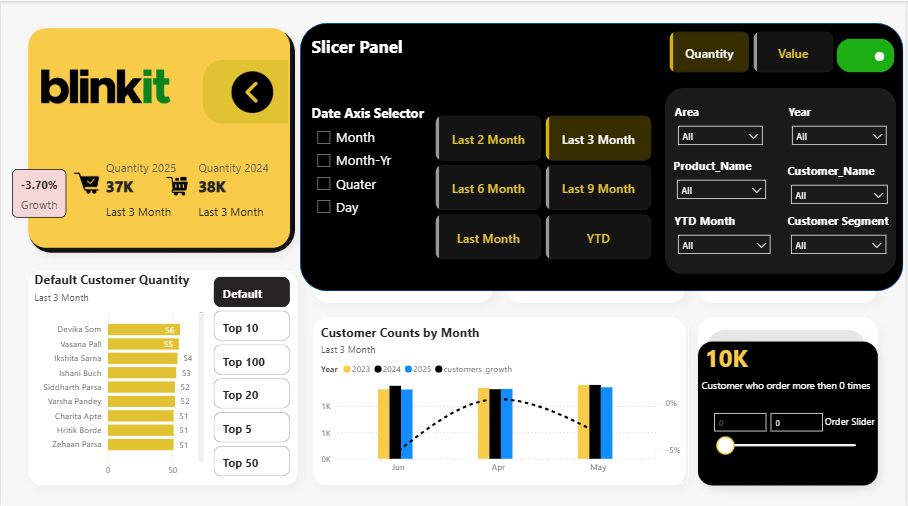 blinkit
Quantity 2025
37K
Last 3 Month
Quantity 2024
38K
Last 3 Month
-3.70%
Growth
Slicer Panel
Quantity
Value
Date Axis Selector
Month
Month-Yr
Quater
Day
Last 2 Month
Last 3 Month
Last 6 Month
Last 9 Month
Last Month
YTD
Area
All
Year
All
Product_Name
All
Customer_Name
All
YTD Month
All
Customer Segment
All
Default Customer Quantity
Last 3 Month
Devika Som 56
Vasana Pall 55
Ikshita Sarna 54
Ishani Buch 53
Siddharth Parsa 52
Varsha Pandey 52
Charita Apte 51
Hritik Borde 51
Zehaan Parsa 51
0 50
Default
Top 10
Top 100
Top 20
Top 5
Top 50
Customer Counts by Month
Last 3 Month
Year 2023 2024 2025 customers_growth
1K
1K
0K
0%
-5%
Jun Apr May
10K
Customer who order more then 0 times
0 0 Order Slider